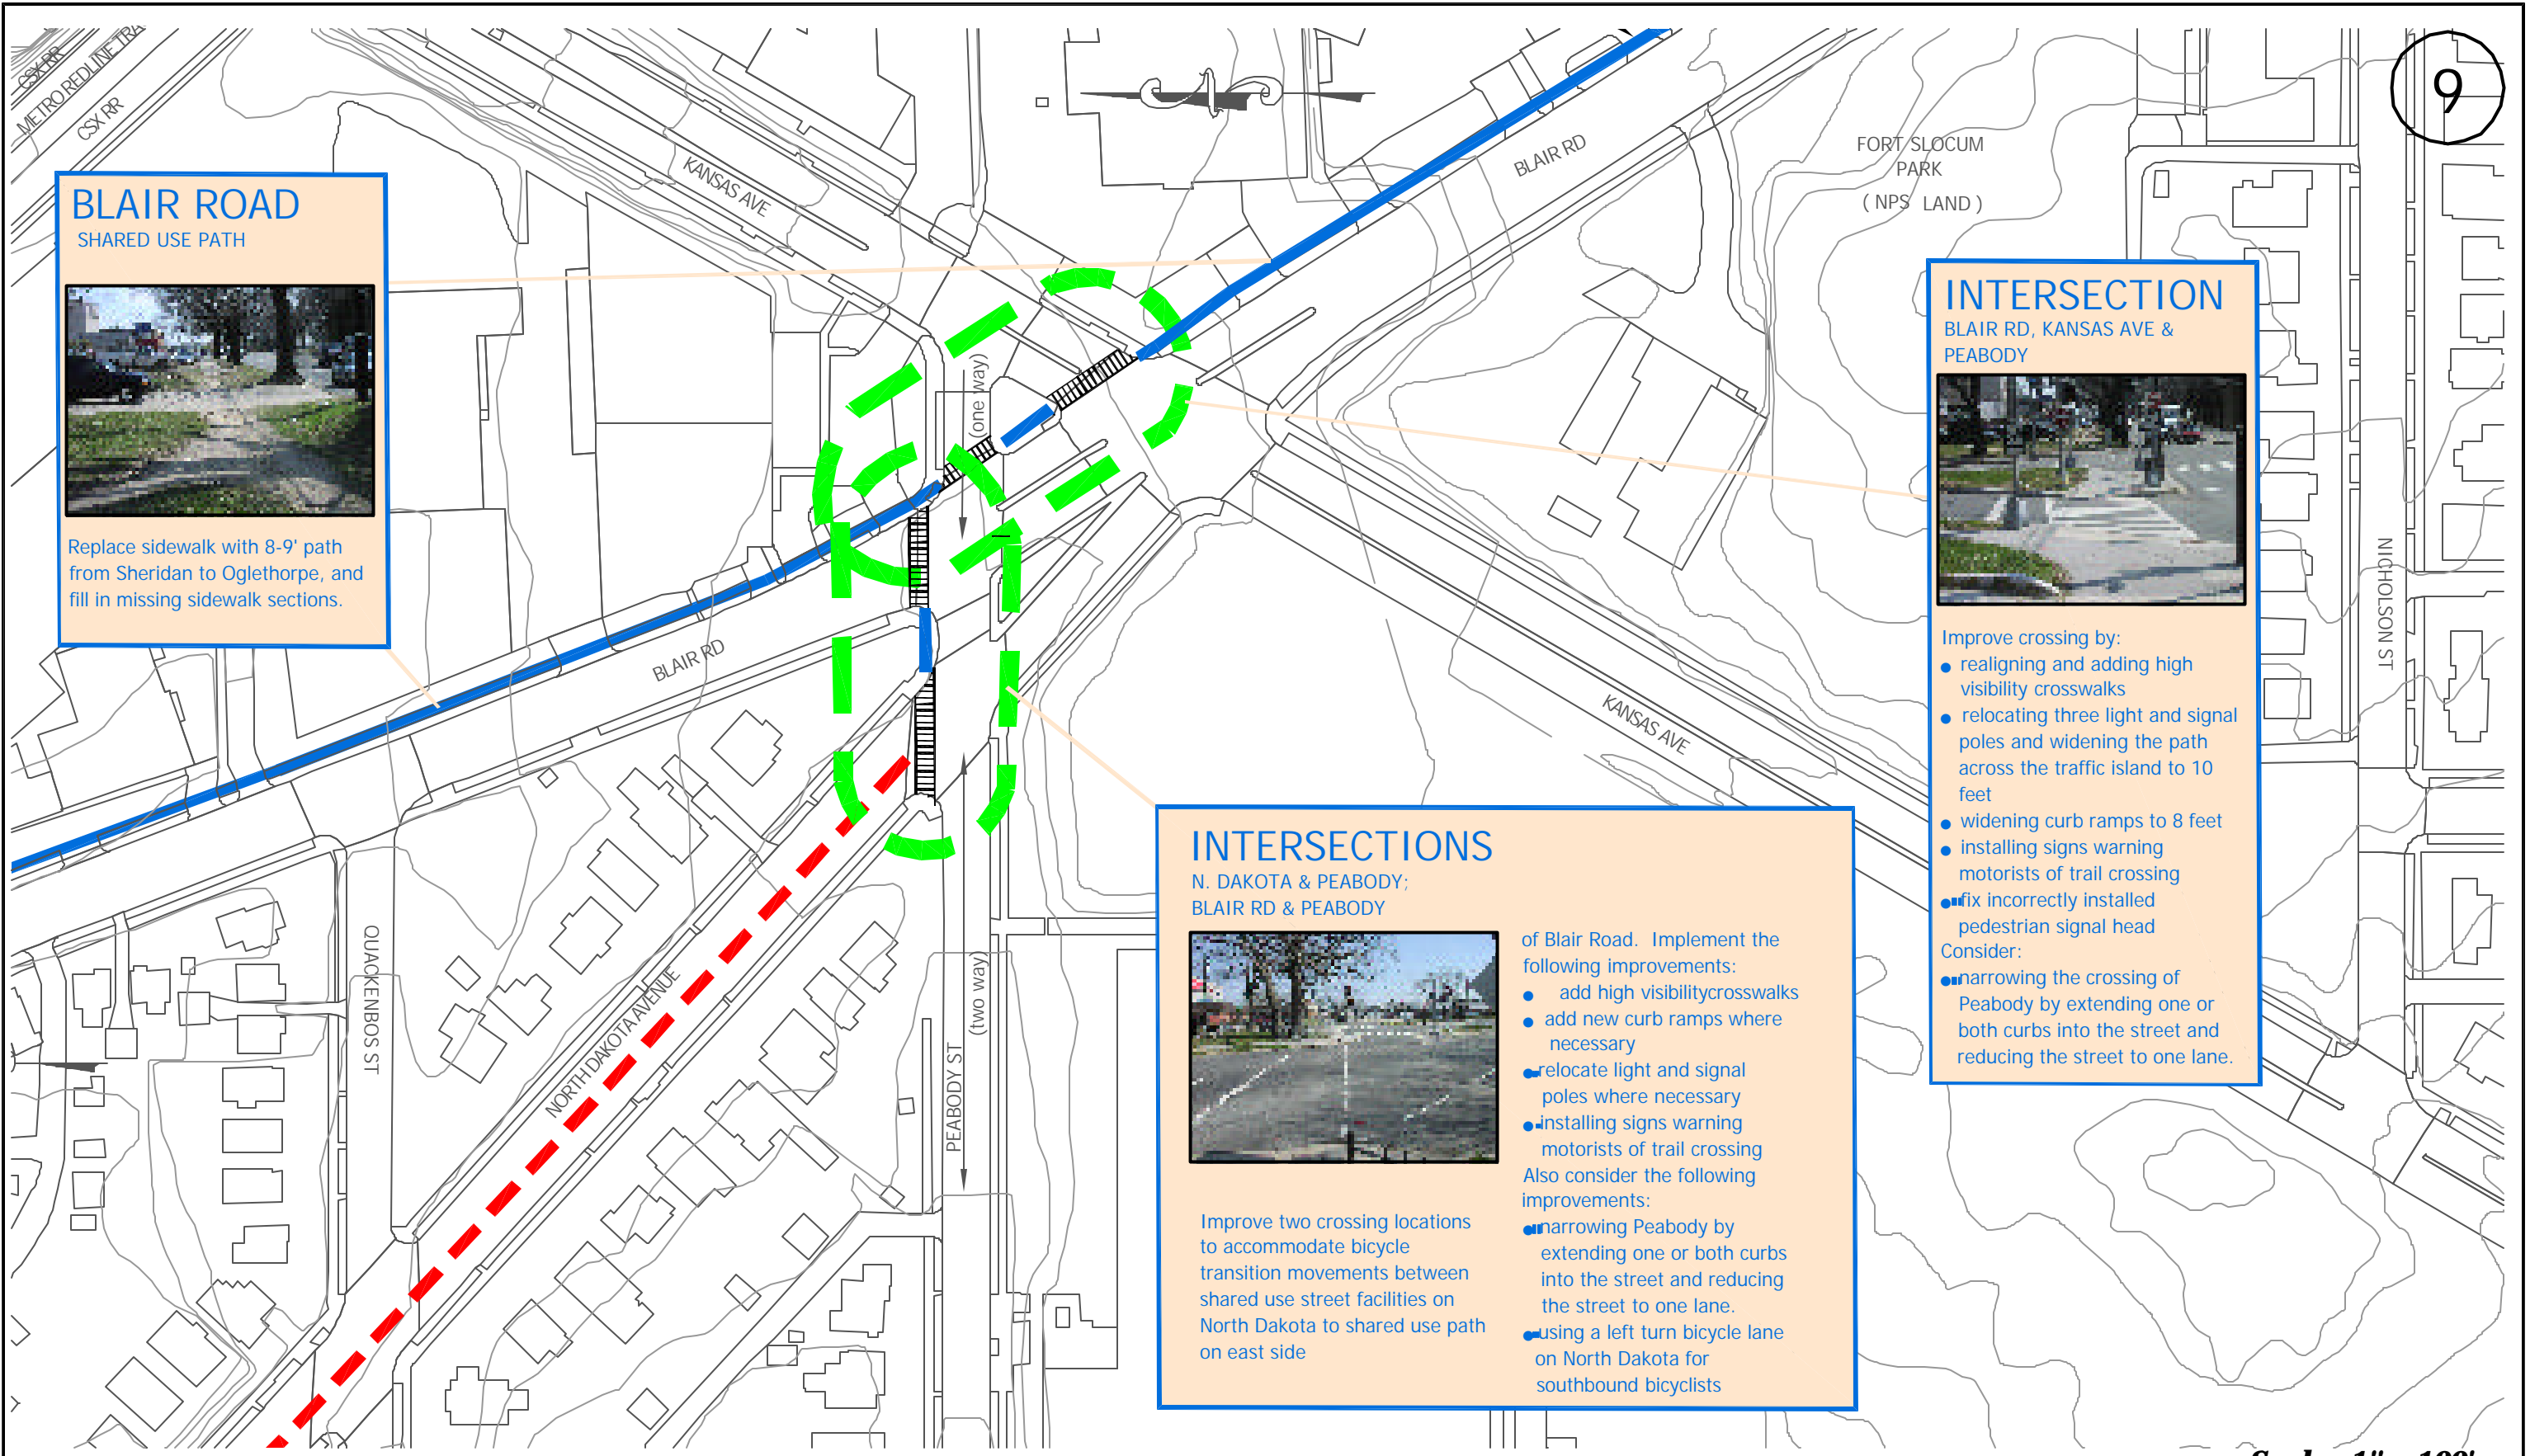 CSX RR
METRO REDLINE TRA
CSX RR
KANSAS AVE
N
BLAIR RD
FORT SLOCUM
PARK
( NPS LAND )
9
BLAIR ROAD
SHARED USE PATH
Replace sidewalk with 8-9' path
from Sheridan to Oglethorpe, and
fill in missing sidewalk sections.
(one way)
BLAIR RD
KANSAS AVE
NICHOLSON ST
QUACKENBOS ST
NORTH DAKOTA AVENUE
PEABODY ST
(two way)
INTERSECTION
BLAIR RD, KANSAS AVE &
PEABODY
Improve crossing by:
● realigning and adding high
visibility crosswalks
● relocating three light and signal
poles and widening the path
across the traffic island to 10
feet
● widening curb ramps to 8 feet
● installing signs warning
motorists of trail crossing
● fix incorrectly installed
pedestrian signal head
Consider:
● narrowing the crossing of
Peabody by extending one or
both curbs into the street and
reducing the street to one lane.
INTERSECTIONS
N. DAKOTA & PEABODY;
BLAIR RD & PEABODY
Improve two crossing locations
to accommodate bicycle
transition movements between
shared use street facilities on
North Dakota to shared use path
on east side
of Blair Road. Implement the
following improvements:
● add high visibilitycrosswalks
● add new curb ramps where
necessary
● relocate light and signal
poles where necessary
● installing signs warning
motorists of trail crossing
Also consider the following
improvements:
● narrowing Peabody by
extending one or both curbs
into the street and reducing
the street to one lane.
● using a left turn bicycle lane
on North Dakota for
southbound bicyclists